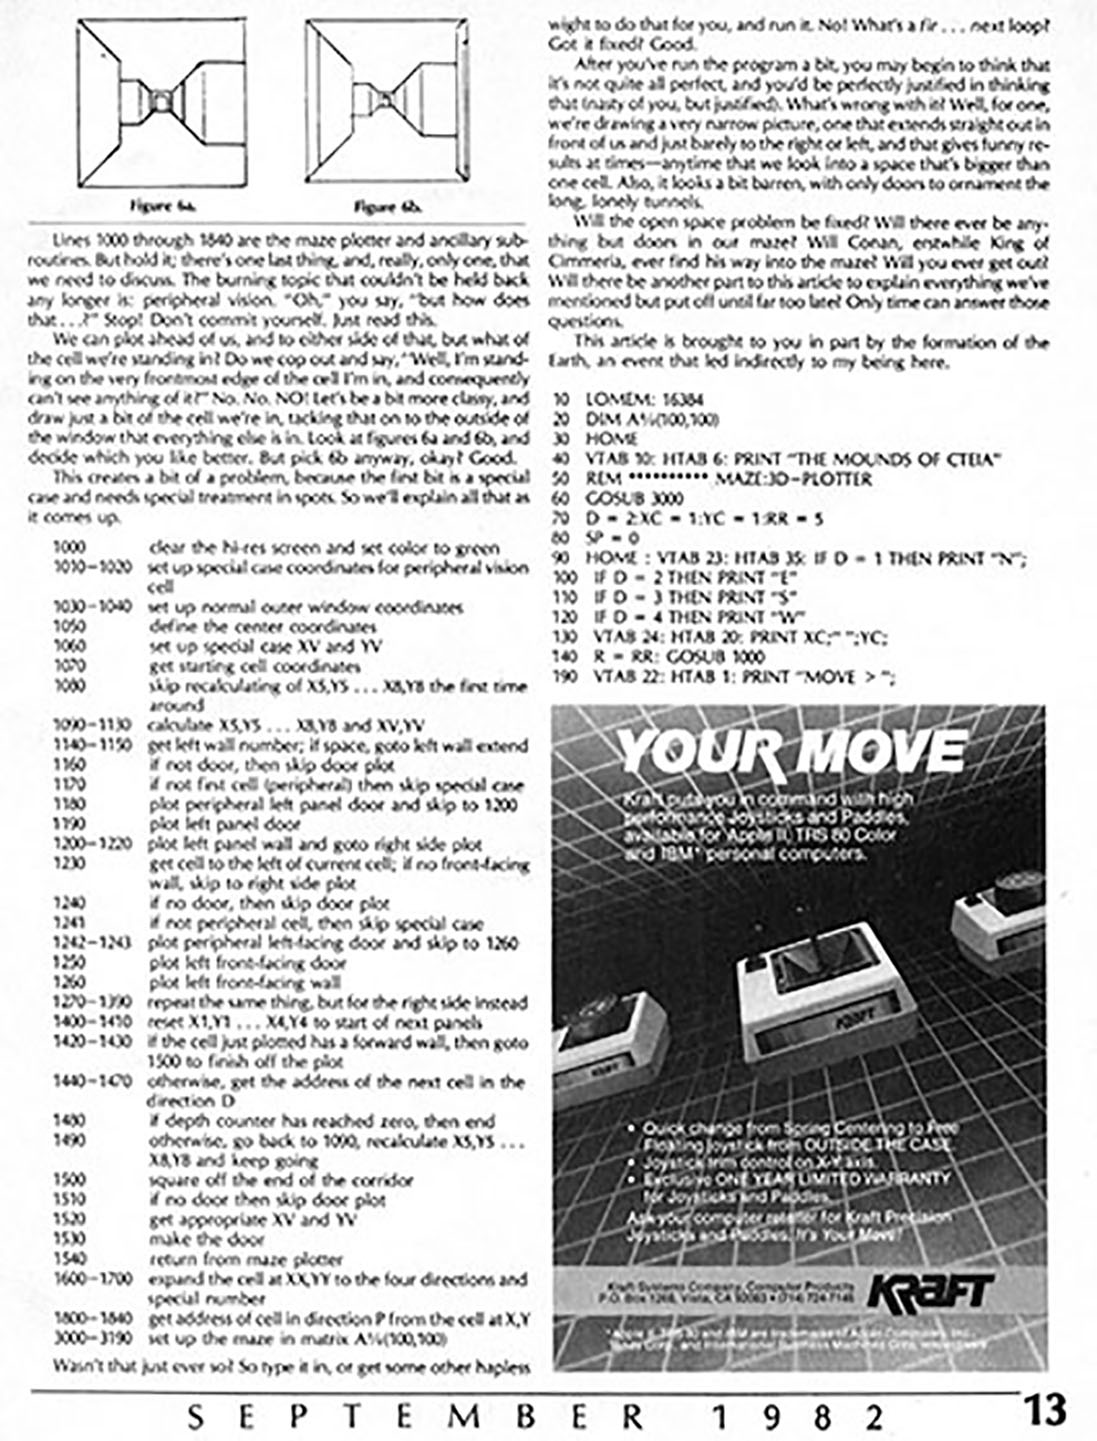 Figure 6a.
Figure 6b.
Lines 1000 through 1840 are the maze plotter and ancillary sub-
routines. But hold it; there's one last thing, and, really, only one, that
we need to discuss. The burning topic that couldn't be held back
any longer is: peripheral vision. "Oh," you say, "but how does
that . . .?" Stop! Don't commit yourself. Just read this.
We can plot ahead of us, and to either side of that, but what of
the cell we're standing in? Do we cop out and say, "Well, I'm stand-
ing on the very frontmost edge of the cell I'm in, and consequently
can't see anything of it?" No. No. NO! Let's be a bit more classy, and
draw just a bit of the cell we're in, tacking that on to the outside of
the window that everything else is in. Look at figures 6a and 6b, and
decide which you like better. But pick 6b anyway, okay? Good.
This creates a bit of a problem, because the first bit is a special
case and needs special treatment in spots. So we'll explain all that as
it comes up.
1000 clear the hi-res screen and set color to green
1010-1020 set up special case coordinates for peripheral vision
cell
1030-1040 set up normal outer window coordinates
1050 define the center coordinates
1060 set up special case XV and YV
1070 get starting cell coordinates
1080 skip recalculating of X5,Y5 . . . X8,Y8 the first time
around
1090-1130 calculate X5,Y5 . . . X8,Y8 and XV,YV
1140-1150 get left wall number; if space, goto left wall extend
1160 if not door, then skip door plot
1170 if not first cell (peripheral) then skip special case
1180 plot peripheral left panel door and skip to 1200
1190 plot left panel door
1200-1220 plot left panel wall and goto right side plot
1230 get cell to the left of current cell; if no front-facing
wall, skip to right side plot
1240 if no door, then skip door plot
1241 if not peripheral cell, then skip special case
1242-1243 plot peripheral left-facing door and skip to 1260
1250 plot left front-facing door
1260 plot left front-facing wall
1270-1390 repeat the same thing, but for the right side instead
1400-1410 reset X1,Y1 . . . X4,Y4 to start of next panels
1420-1430 if the cell just plotted has a forward wall, then goto
1500 to finish off the plot
1440-1470 otherwise, get the address of the next cell in the
direction D
1480 if depth counter has reached zero, then end
1490 otherwise, go back to 1090, recalculate X5,Y5 . . .
X8,Y8 and keep going
1500 square off the end of the corridor
1510 if no door then skip door plot
1520 get appropriate XV and YV
1530 make the door
1540 return from maze plotter
1600-1700 expand the cell at XX,YY to the four directions and
special number
1800-1840 get address of cell in direction P from the cell at X,Y
3000-3190 set up the maze in matrix A%(100,100)
Wasn't that just ever so? So type it in, or get some other hapless
wight to do that for you, and run it. No! What's a fir . . . next loop?
Got it fixed? Good.
After you've run the program a bit, you may begin to think that
it's not quite all perfect, and you'd be perfectly justified in thinking
that (nasty of you, but justified). What's wrong with it? Well, for one,
we're drawing a very narrow picture, one that extends straight out in
front of us and just barely to the right or left, and that gives funny re-
sults at times—anytime that we look into a space that's bigger than
one cell. Also, it looks a bit barren, with only doors to ornament the
long, lonely tunnels.
Will the open space problem be fixed? Will there ever be any-
thing but doors in our maze? Will Conan, erstwhile King of
Cimmeria, ever find his way into the maze? Will you ever get out?
Will there be another part to this article to explain everything we've
mentioned but put off until far too late? Only time can answer those
questions.
This article is brought to you in part by the formation of the
Earth, an event that led indirectly to my being here.
10 LOMEM: 16384
20 DIM A%(100,100)
30 HOME
40 VTAB 10: HTAB 6: PRINT "THE MOUNDS OF CTEIA"
50 REM ********** MAZE:3D-PLOTTER
60 GOSUB 3000
70 D = 2:XC = 1:YC = 1:RR = 5
80 SP = 0
90 HOME : VTAB 23: HTAB 35: IF D = 1 THEN PRINT "N";
100 IF D = 2 THEN PRINT "E"
110 IF D = 3 THEN PRINT "S"
120 IF D = 4 THEN PRINT "W"
130 VTAB 24: HTAB 20: PRINT XC;" ";YC;
140 R = RR: GOSUB 1000
190 VTAB 22: HTAB 1: PRINT "MOVE > ";
YOUR MOVE
Kraft puts you in command with high
performance Joysticks and Paddles,
available for Apple II, TRS 80 Color
and IBM* personal computers.
KRAFT
KRAFT
• Quick change from Spring Centering to Free
Floating joystick from OUTSIDE THE CASE.
• Joystick trim control on X-Y axis.
• Exclusive ONE YEAR LIMITED WARRANTY
for Joysticks and Paddles.
Ask your computer retailer for Kraft Precision
Joysticks and Paddles. It's Your Move!
Kraft Systems Company, Computer Products
P.O. Box 1268, Vista, CA 92083 • (714) 724-7146
KRAFT
SEPTEMBER 1982 13